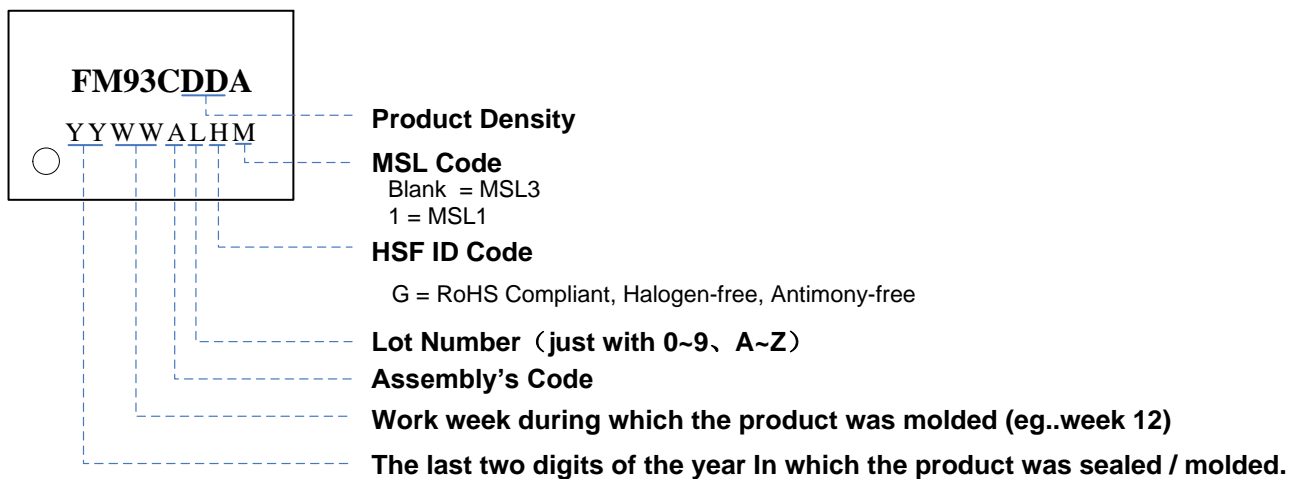 FM93CDDA
YYWWALHM
Product Density
MSL Code
Blank = MSL3
1 = MSL1
HSF ID Code
G = RoHS Compliant, Halogen-free, Antimony-free
Lot Number（just with 0~9、A~Z）
Assembly's Code
Work week during which the product was molded (eg..week 12)
The last two digits of the year In which the product was sealed / molded.